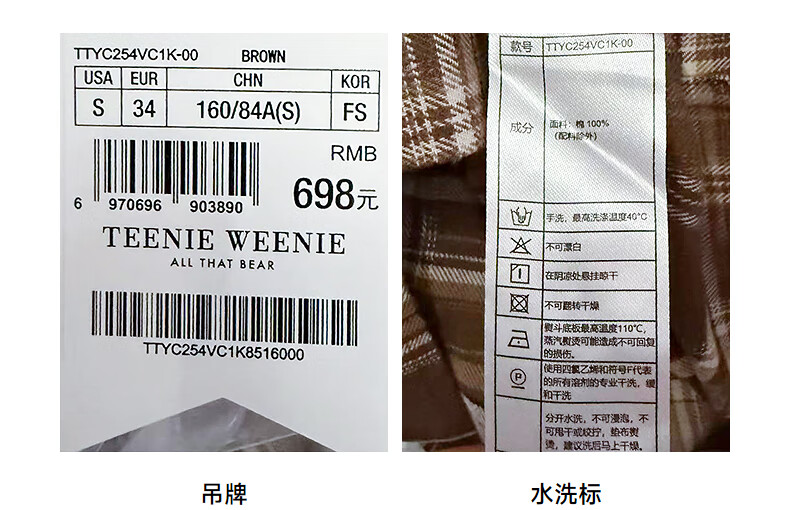 TTYC254VC1K-00 BROWN
USA EUR CHN KOR
S 34 160/84A(S) FS
RMB
698元
6 970696 903890
TEENIE WEENIE
ALL THAT BEAR
TTYC254VC1K8516000
吊牌
款号 TTYC254VC1K-00
成分 面料：棉 100%
（配料除外）
手洗，最高洗涤温度40°C
不可漂白
在阴凉处悬挂晾干
不可翻转干燥
熨斗底板最高温度110℃，
蒸汽熨烫可能造成不可回复
的损伤。
使用四氯乙烯和符号F代表
的所有溶剂的专业干洗，缓
和干洗
分开水洗，不可浸泡，不
可甩干或绞拧，垫布熨
烫，建议洗后马上干燥。
水洗标